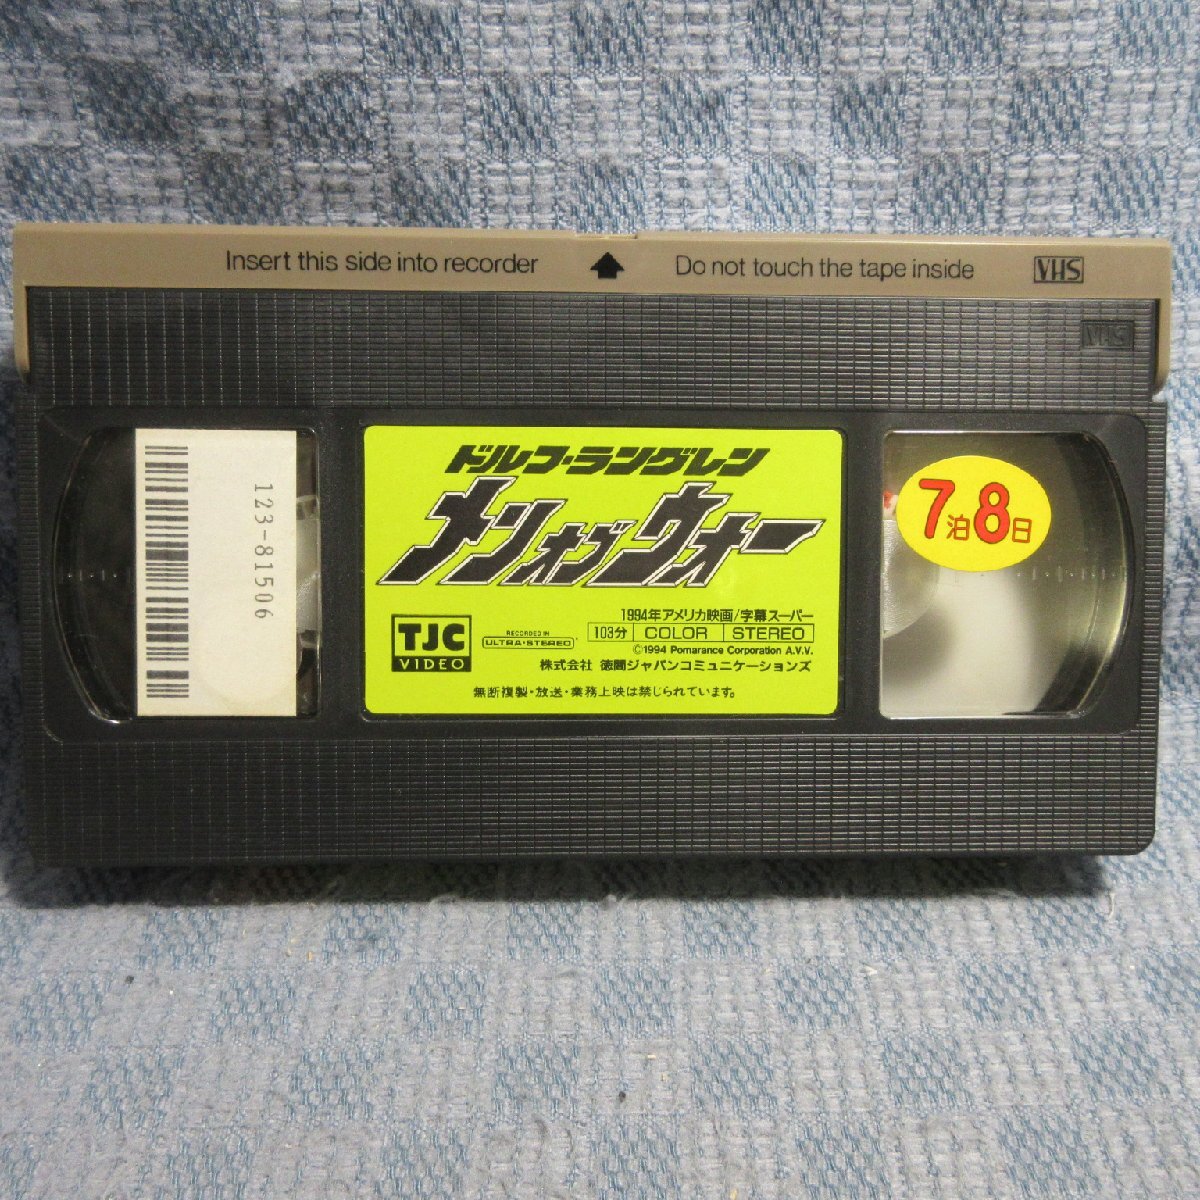 Insert this side into recorder
Do not touch the tape inside
VHS
VHS
123-81506
ドルフ・ラングレン
メン オブ ウォー
7泊8日
1994年アメリカ映画/字幕スーパー
TJC
VIDEO
RECORDED IN
ULTRA★STEREO
103分 COLOR STEREO
©1994 Pomarance Corporation A.V.V.
株式会社 徳間ジャパンコミュニケーションズ
無断複製・放送・業務上映は禁じられています。